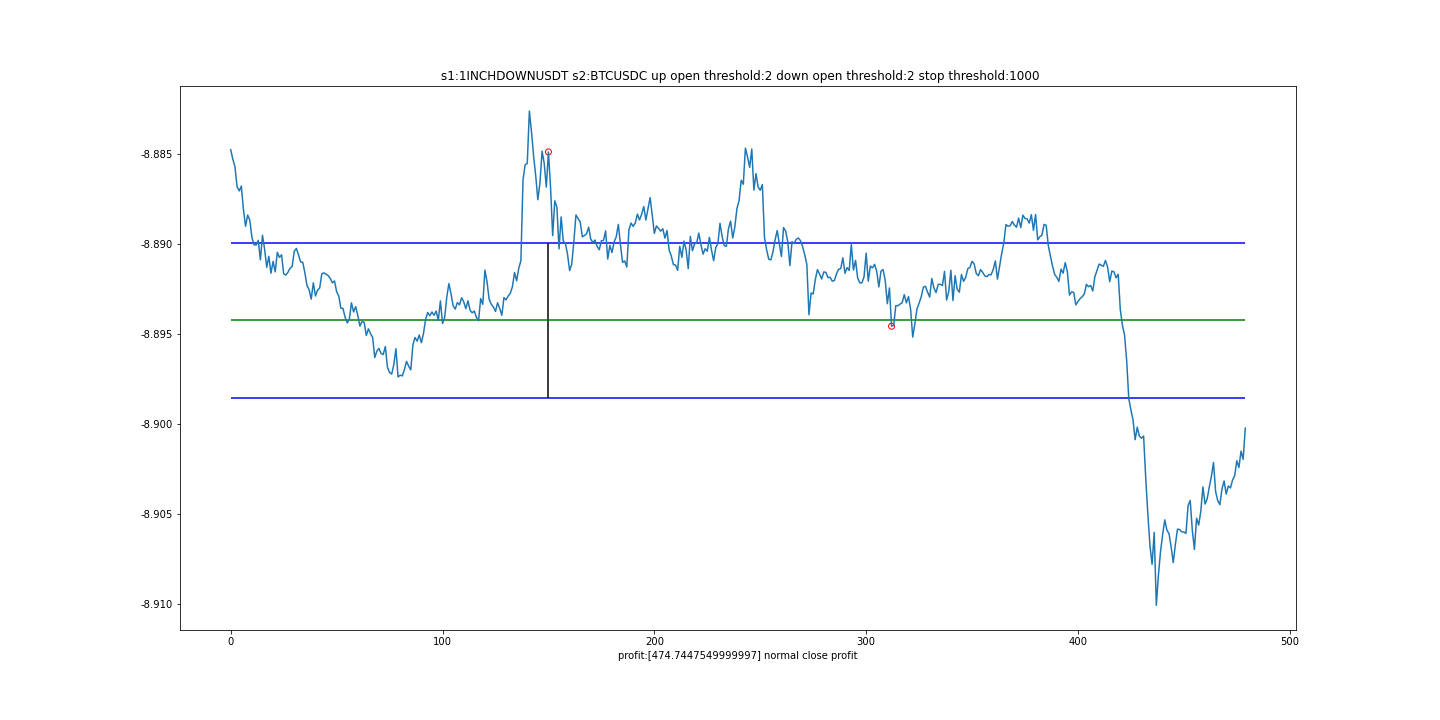 s1:1INCHDOWNUSDT s2:BTCUSDC up open threshold:2 down open threshold:2 stop threshold:1000
-8.885
-8.890
-8.895
-8.900
-8.905
-8.910
0 100 200 300 400 500
profit:[474.7447549999997] normal close profit